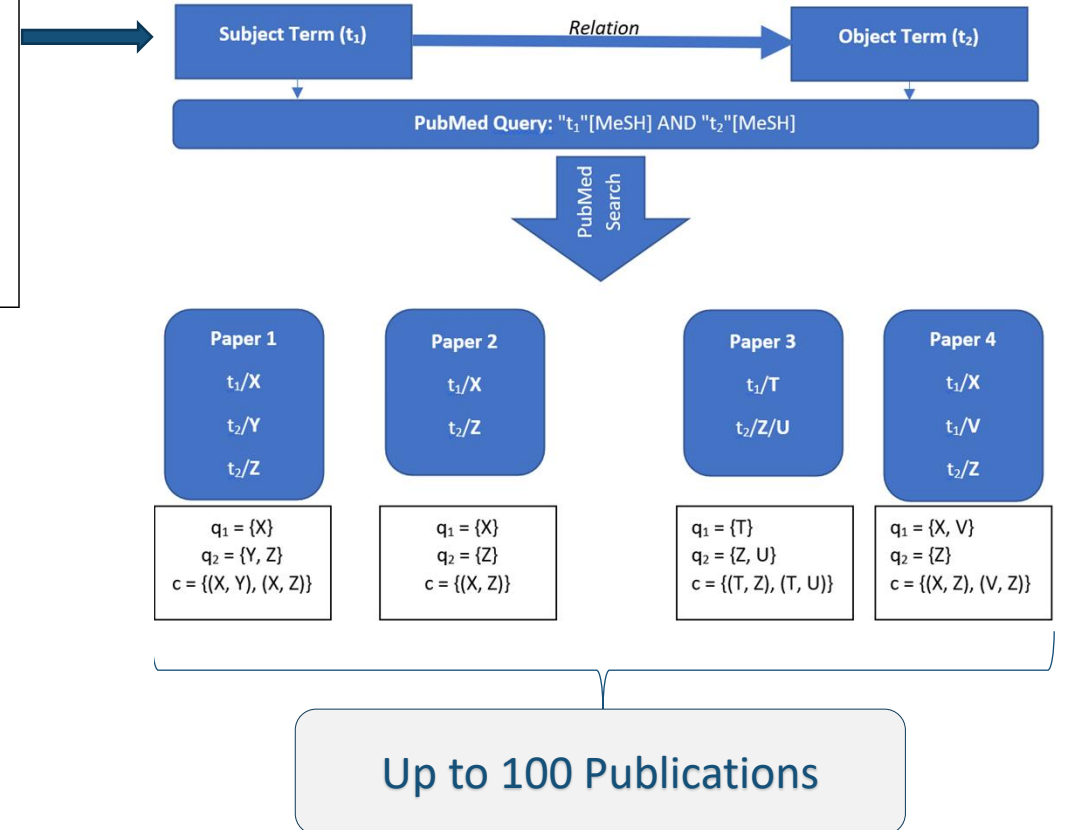 Subject Term (t₁)
Relation
Object Term (t₂)
PubMed Query: "t₁"[MeSH] AND "t₂"[MeSH]
PubMed
Search
Paper 1
t₁/X
t₂/Y
t₂/Z
q₁ = {X}
q₂ = {Y, Z}
c = {(X, Y), (X, Z)}
Paper 2
t₁/X
t₂/Z
q₁ = {X}
q₂ = {Z}
c = {(X, Z)}
Paper 3
t₁/T
t₂/Z/U
q₁ = {T}
q₂ = {Z, U}
c = {(T, Z), (T, U)}
Paper 4
t₁/X
t₁/V
t₂/Z
q₁ = {X, V}
q₂ = {Z}
c = {(X, Z), (V, Z)}
Up to 100 Publications